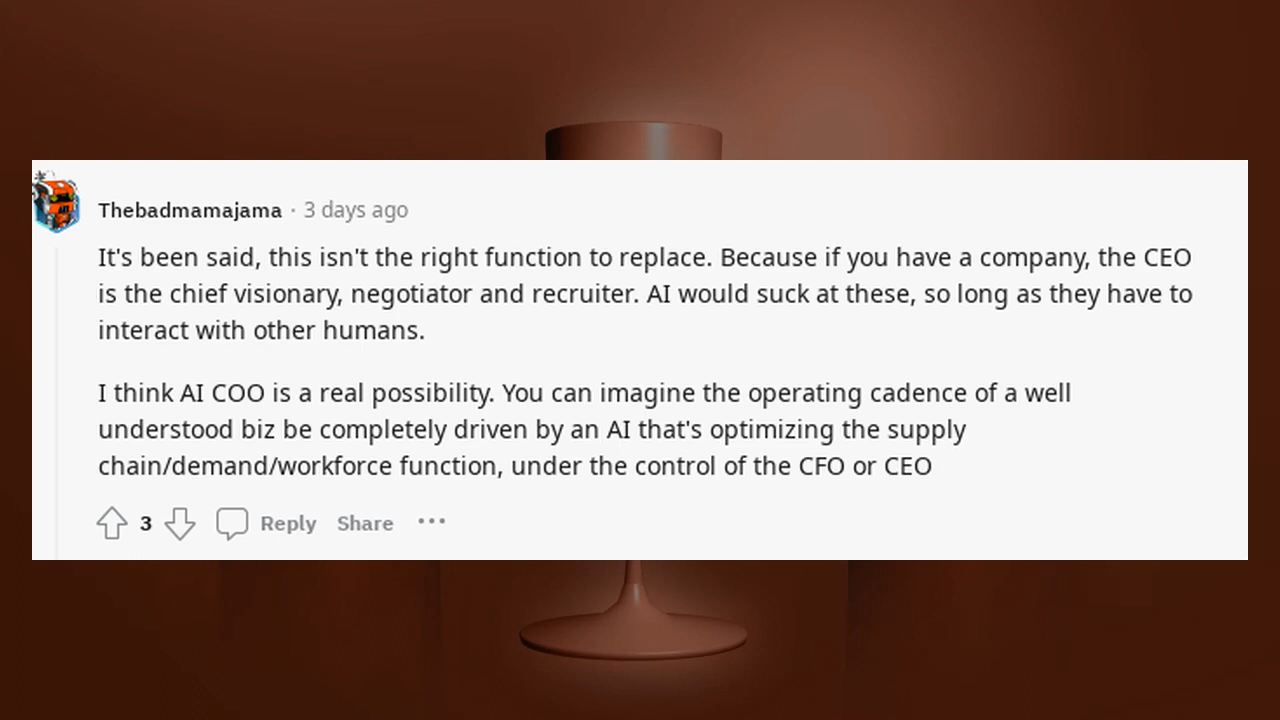 Thebadmamajama · 3 days ago
It's been said, this isn't the right function to replace. Because if you have a company, the CEO
is the chief visionary, negotiator and recruiter. AI would suck at these, so long as they have to
interact with other humans.
I think AI COO is a real possibility. You can imagine the operating cadence of a well
understood biz be completely driven by an AI that's optimizing the supply
chain/demand/workforce function, under the control of the CFO or CEO
3 Reply Share ···